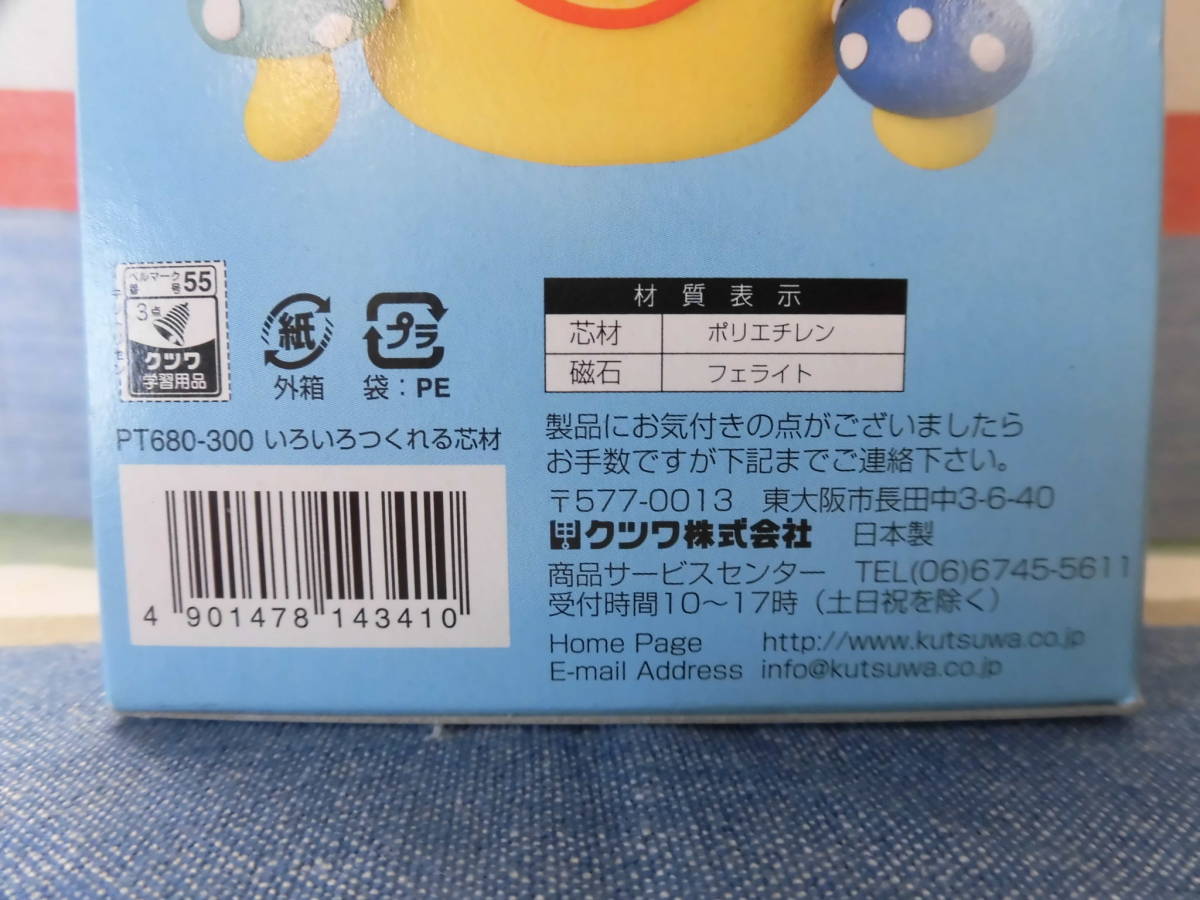 ベルマーク
番号 55
3点
クツワ
学習用品
紙
外箱
プラ
袋：PE
PT680-300 いろいろつくれる芯材
4 901478 143410
材質表示
芯材 ポリエチレン
磁石 フェライト
製品にお気付きの点がございましたら
お手数ですが下記までご連絡下さい。
〒577-0013 東大阪市長田中3-6-40
クツワ株式会社 日本製
商品サービスセンター TEL(06)6745-5611
受付時間10～17時（土日祝を除く）
Home Page http://www.kutsuwa.co.jp
E-mail Address info@kutsuwa.co.jp